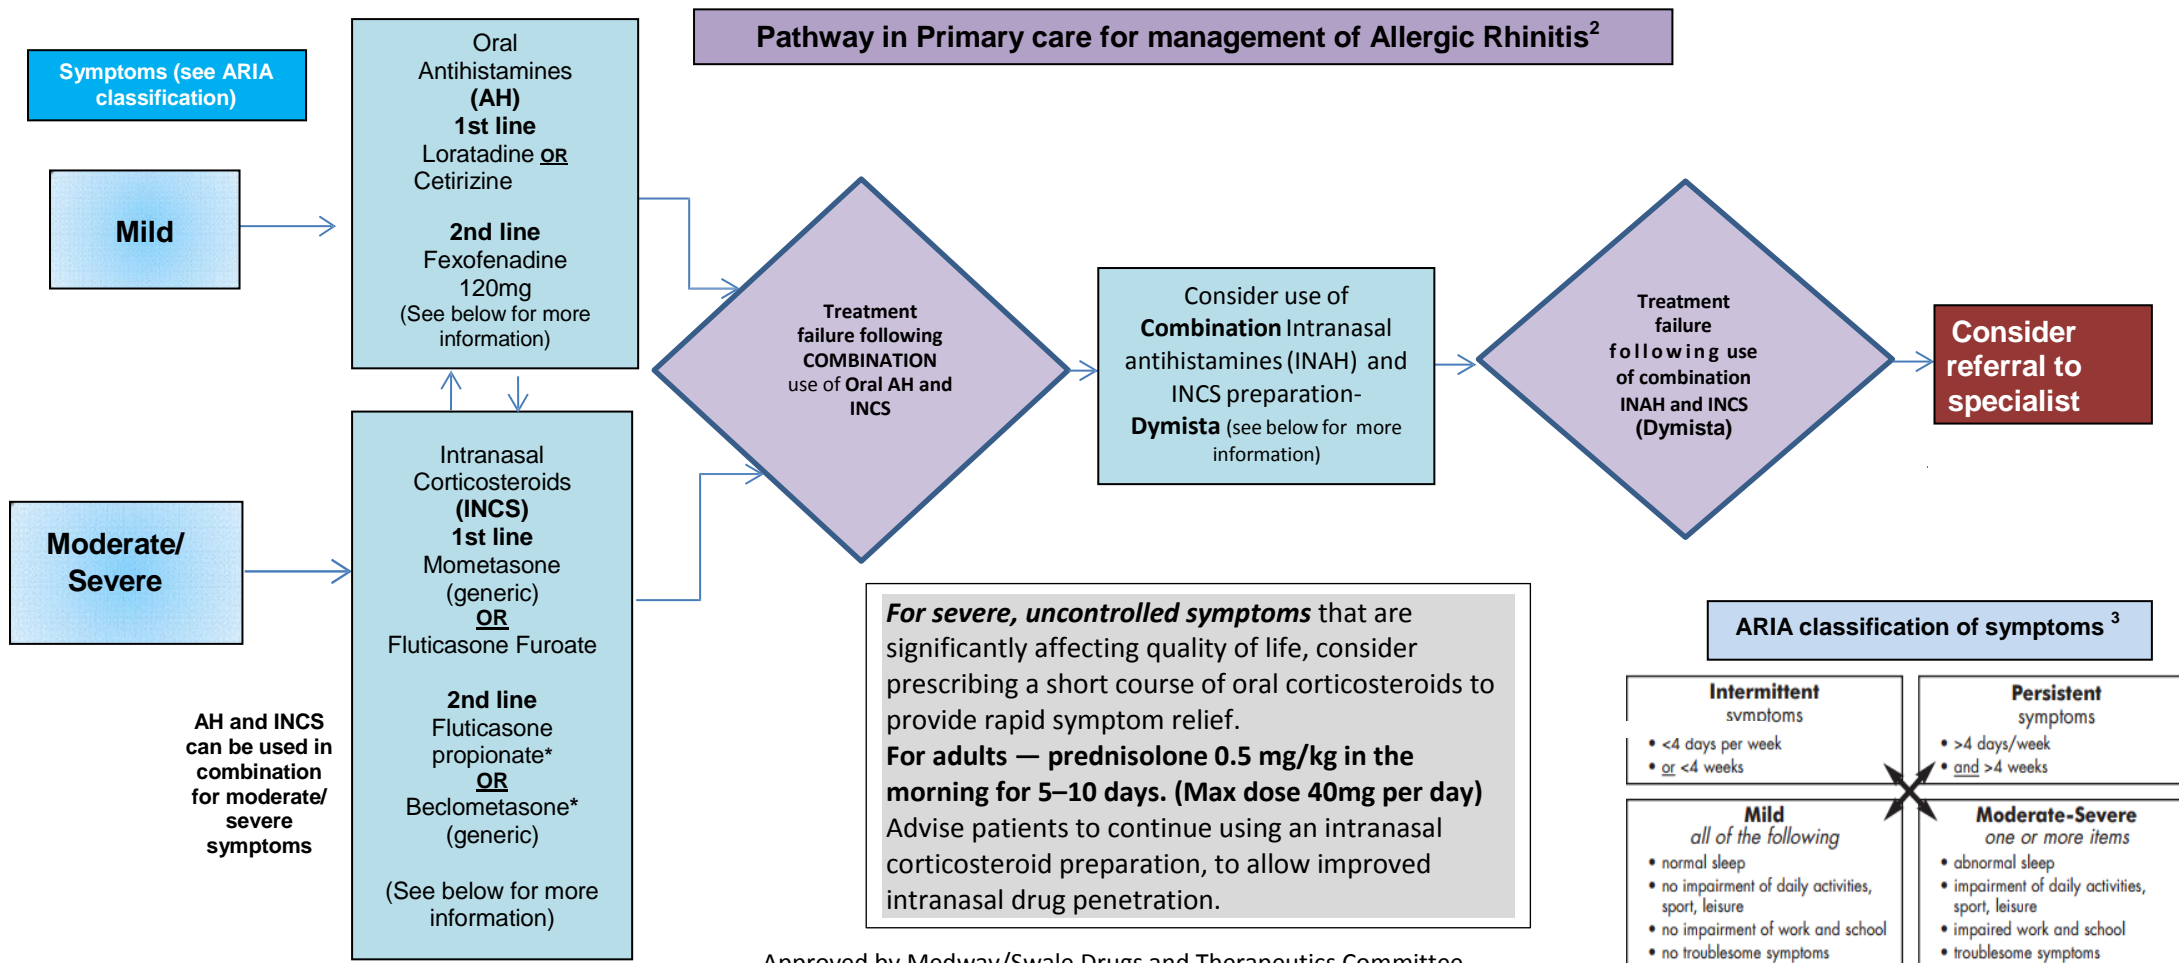 Pathway in Primary care for management of Allergic Rhinitis2
Symptoms (see ARIA
classification)
Mild
Oral
Antihistamines
(AH)
1st line
Loratadine OR
Cetirizine
2nd line
Fexofenadine
120mg
(See below for more
information)
Moderate/
Severe
AH and INCS
can be used in
combination
for moderate/
severe
symptoms
Intranasal
Corticosteroids
(INCS)
1st line
Mometasone
(generic)
OR
Fluticasone Furoate
2nd line
Fluticasone
propionate*
OR
Beclometasone*
(generic)
(See below for more
information)
Treatment
failure following
COMBINATION
use of Oral AH and
INCS
Consider use of
Combination Intranasal
antihistamines (INAH) and
INCS preparation-
Dymista (see below for more
information)
Treatment
failure
following use
of combination
INAH and INCS
(Dymista)
Consider
referral to
specialist
For severe, uncontrolled symptoms that are
significantly affecting quality of life, consider
prescribing a short course of oral corticosteroids to
provide rapid symptom relief.
For adults — prednisolone 0.5 mg/kg in the
morning for 5–10 days. (Max dose 40mg per day)
Advise patients to continue using an intranasal
corticosteroid preparation, to allow improved
intranasal drug penetration.
ARIA classification of symptoms 3
Intermittent
symptoms
• <4 days per week
• or <4 weeks
Persistent
symptoms
• >4 days/week
• and >4 weeks
Mild
all of the following
• normal sleep
• no impairment of daily activities,
sport, leisure
• no impairment of work and school
• no troublesome symptoms
Moderate-Severe
one or more items
• abnormal sleep
• impairment of daily activities,
sport, leisure
• impaired work and school
• troublesome symptoms
Approved by Medway/Swale Drugs and Therapeutics Committee